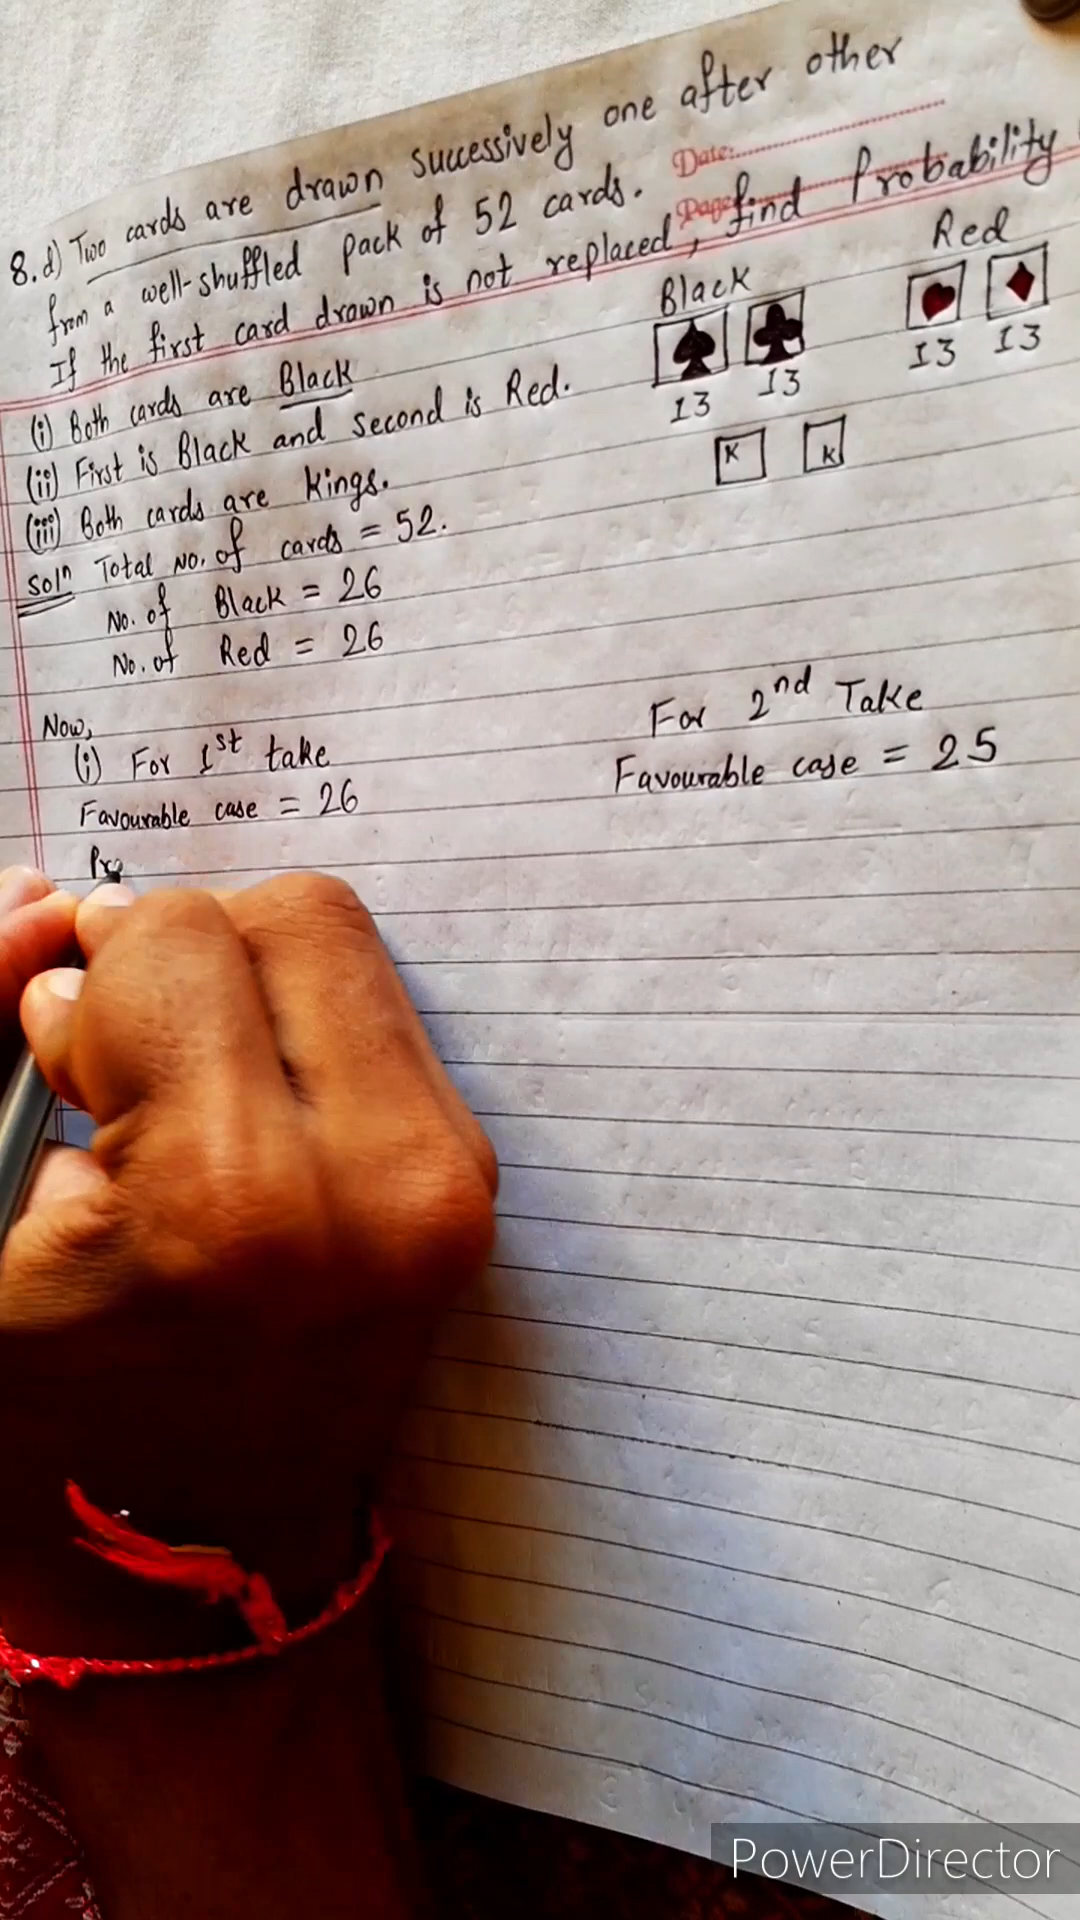 8. d) Two cards are drawn successively one after other
from a well-shuffled pack of 52 cards.
If the first card drawn is not replaced, find Probability
Date:
Page
(i) Both cards are Black
(ii) First is Black and second is Red.
(iii) Both cards are kings.
Black
Red
13 13 13 13
K K
Soln Total No. of cards = 52.
No. of Black = 26
No. of Red = 26
Now,
(i) For 1st take
Favourable case = 26
Pro
For 2nd Take
Favourable case = 25
PowerDirector